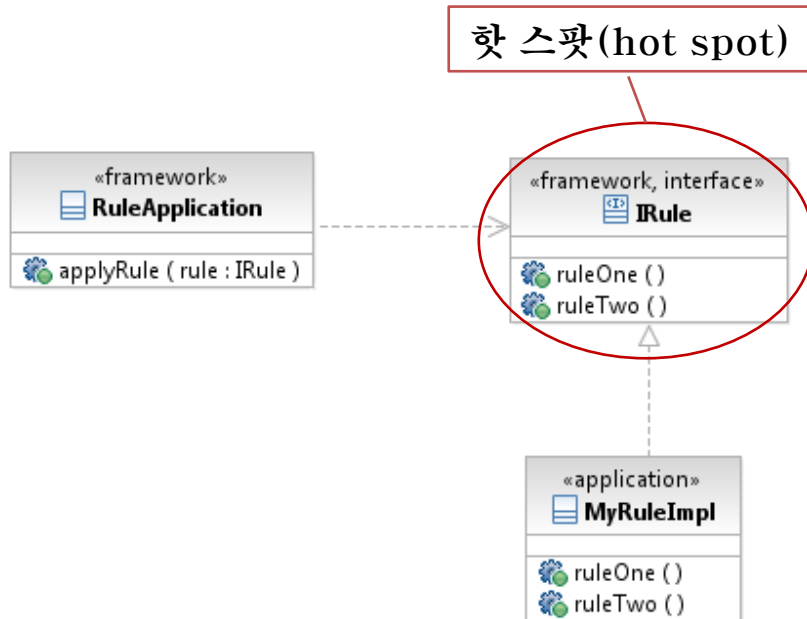 핫 스팟(hot spot)
«framework»
RuleApplication
applyRule ( rule : IRule )
«framework, interface»
IRule
ruleOne ( )
ruleTwo ( )
«application»
MyRuleImpl
ruleOne ( )
ruleTwo ( )